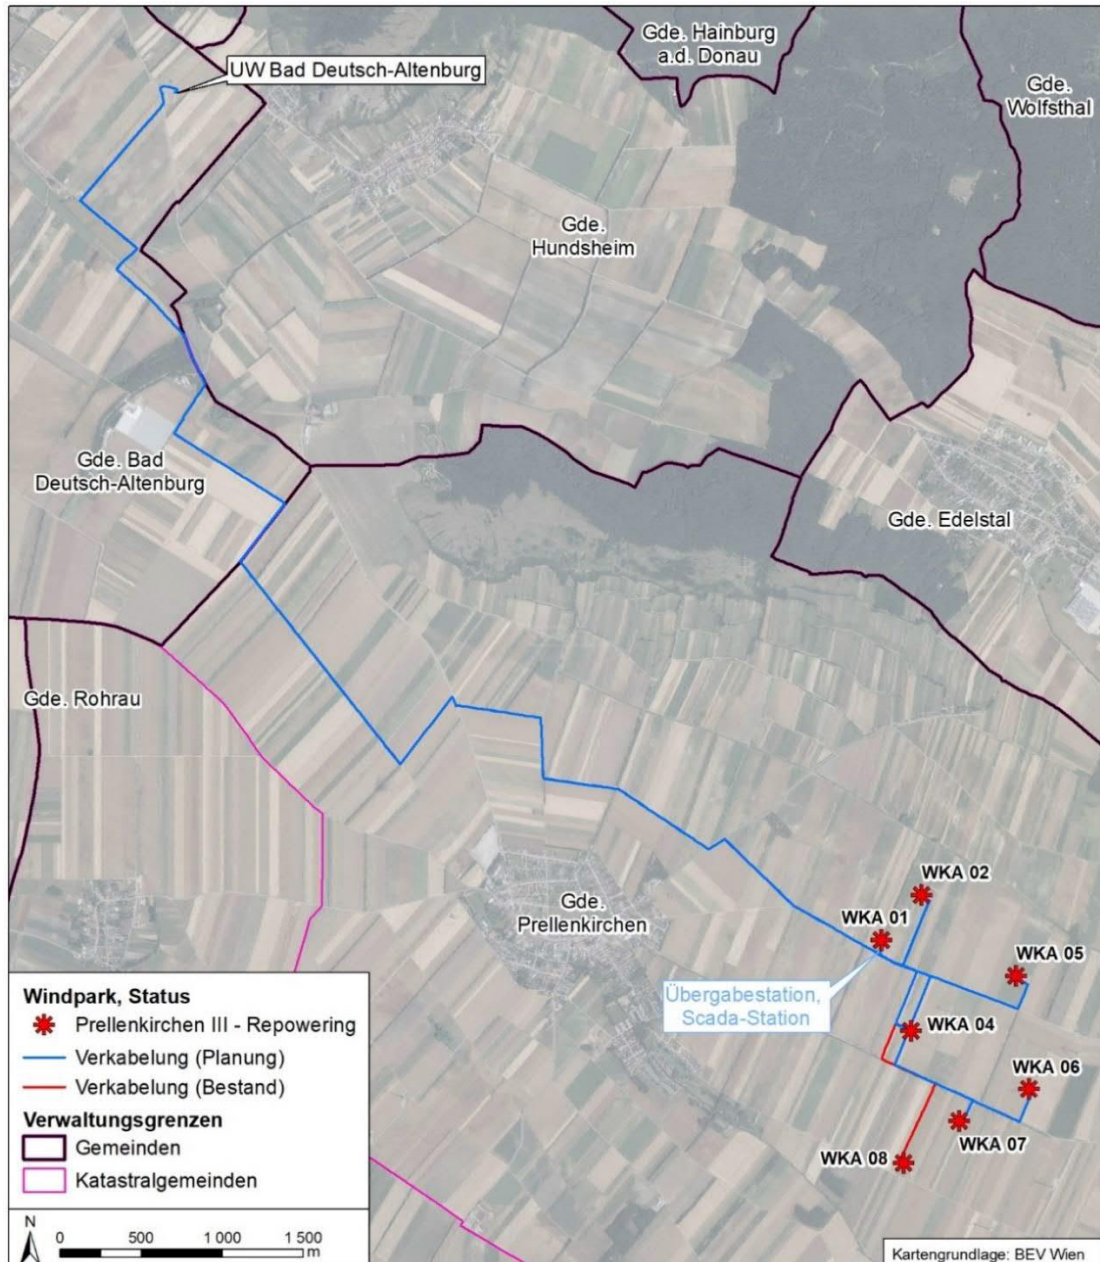 Gde. Hainburg
a.d. Donau
UW Bad Deutsch-Altenburg
Gde.
Wolfsthal
Gde.
Hundsheim
Gde. Bad
Deutsch-Altenburg
Gde. Edelstal
Gde. Rohrau
Gde.
Prellenkirchen
WKA 02
WKA 01
WKA 05
Übergabestation,
Scada-Station
WKA 04
WKA 06
WKA 07
WKA 08
Windpark, Status
Prellenkirchen III - Repowering
Verkabelung (Planung)
Verkabelung (Bestand)
Verwaltungsgrenzen
Gemeinden
Katastralgemeinden
N
0 500 1 000 1 500
m
Kartengrundlage: BEV Wien